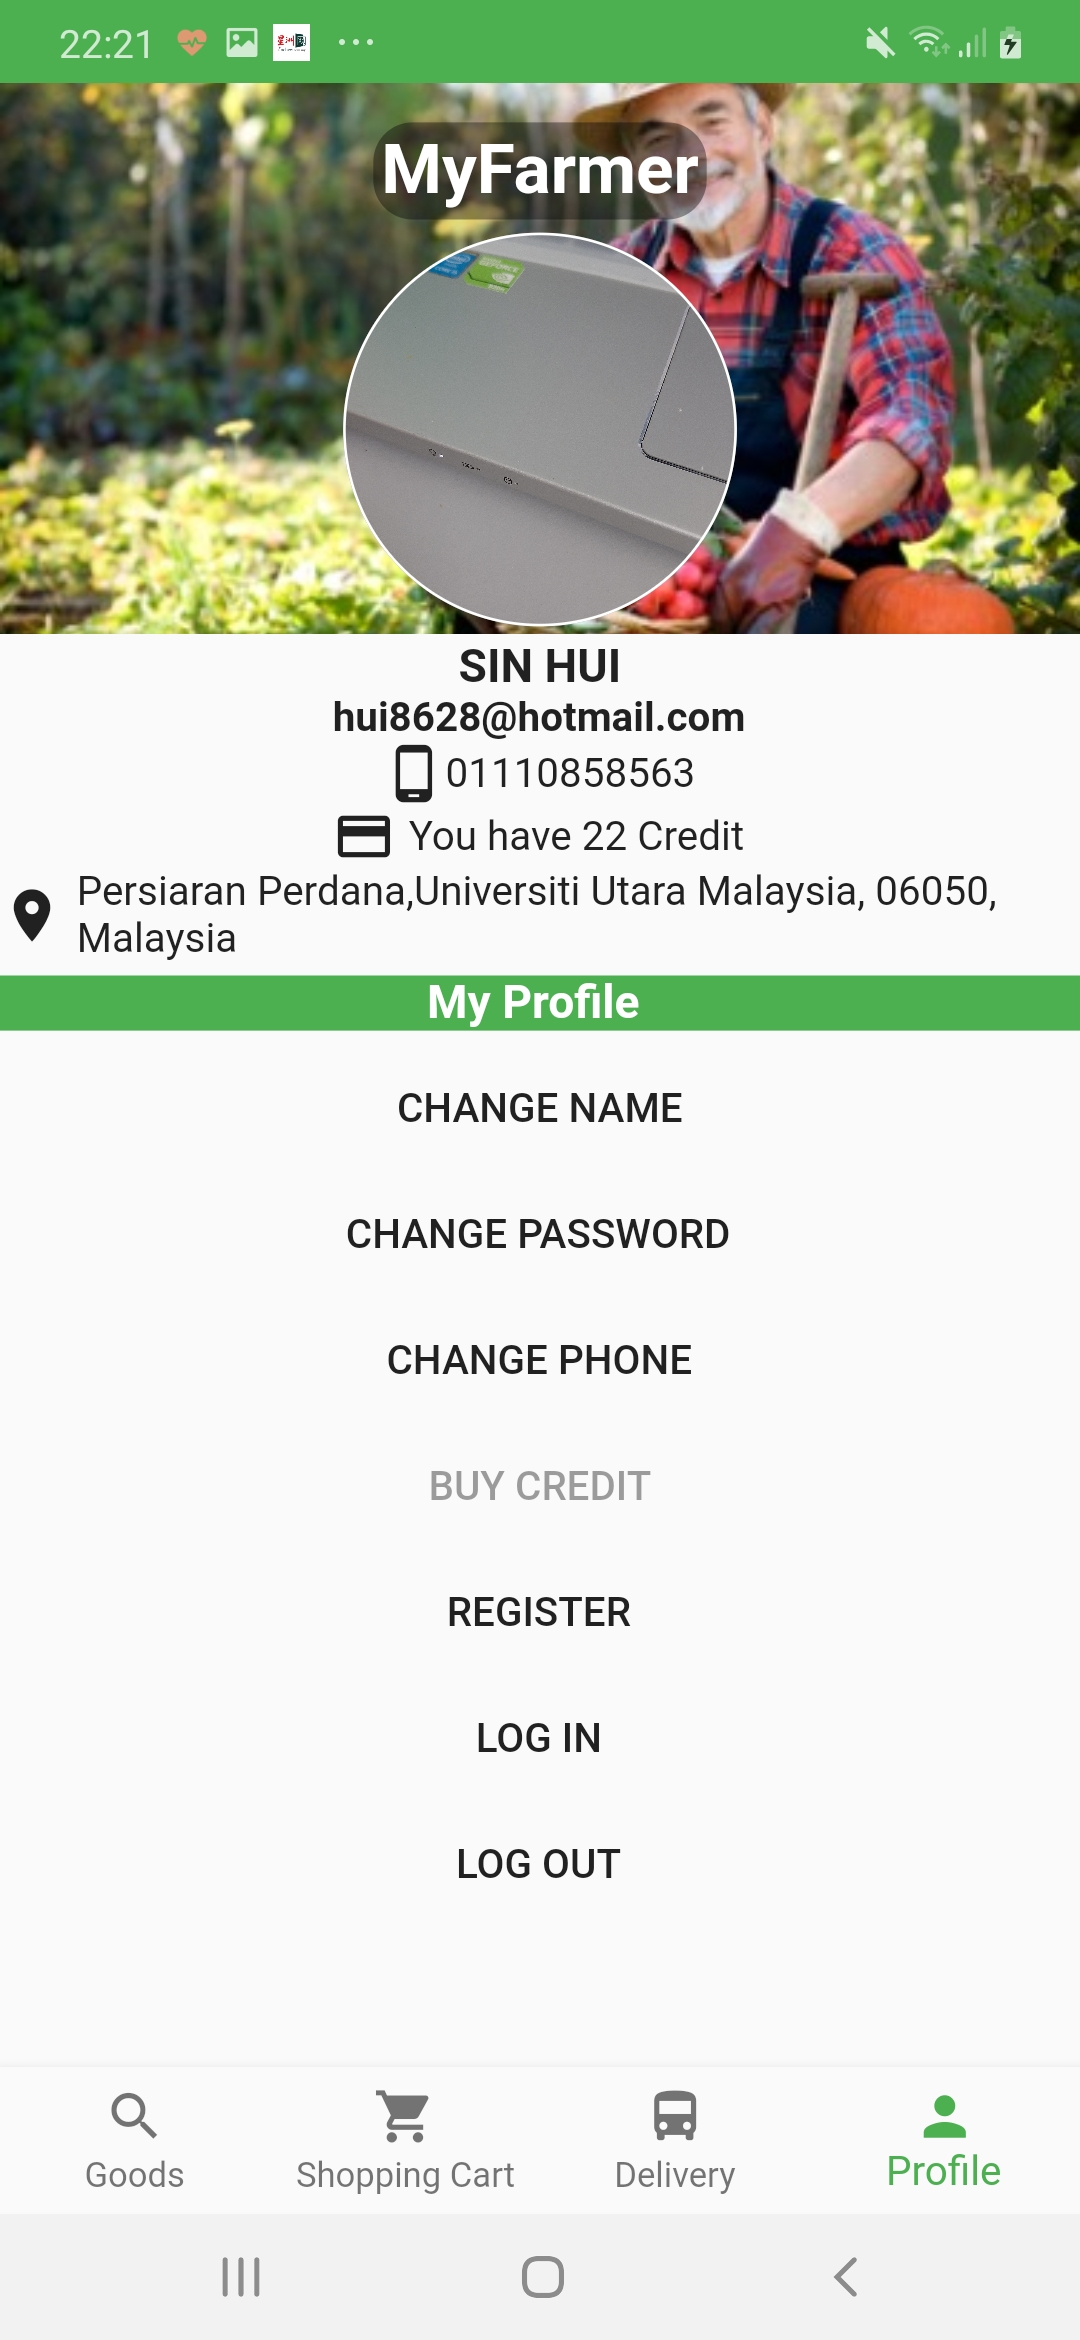 22:21
MyFarmer
GEFORCE
SIN HUI
hui8628@hotmail.com
01110858563
You have 22 Credit
Persiaran Perdana,Universiti Utara Malaysia, 06050,
Malaysia
My Profile
CHANGE NAME
CHANGE PASSWORD
CHANGE PHONE
BUY CREDIT
REGISTER
LOG IN
LOG OUT
Goods
Shopping Cart
Delivery
Profile